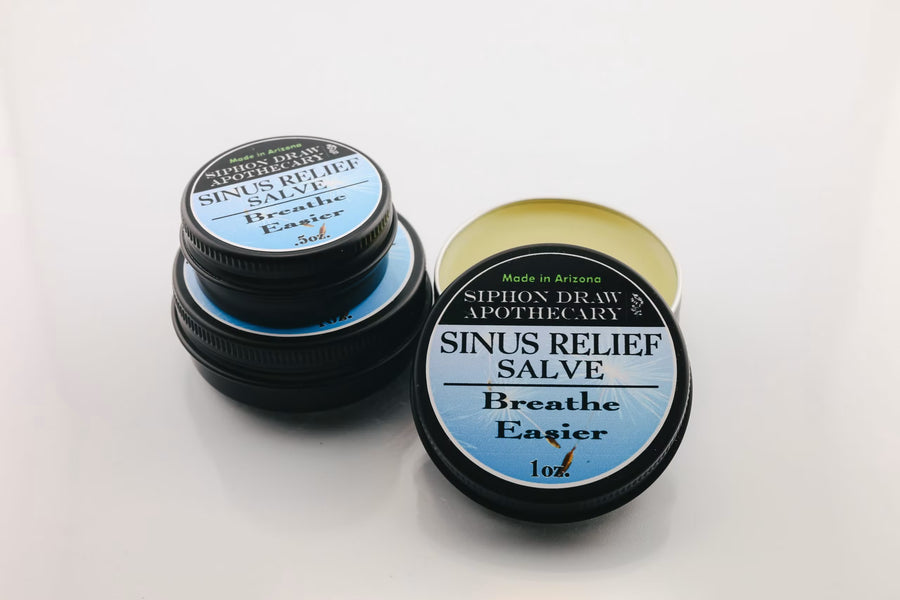 Made in Arizona
SIPHON DRAW
APOTHECARY
SINUS RELIEF
SALVE
Breathe
Easier
.5oz.
1oz.
Made in Arizona
SIPHON DRAW
APOTHECARY
SINUS RELIEF
SALVE
Breathe
Easier
1oz.